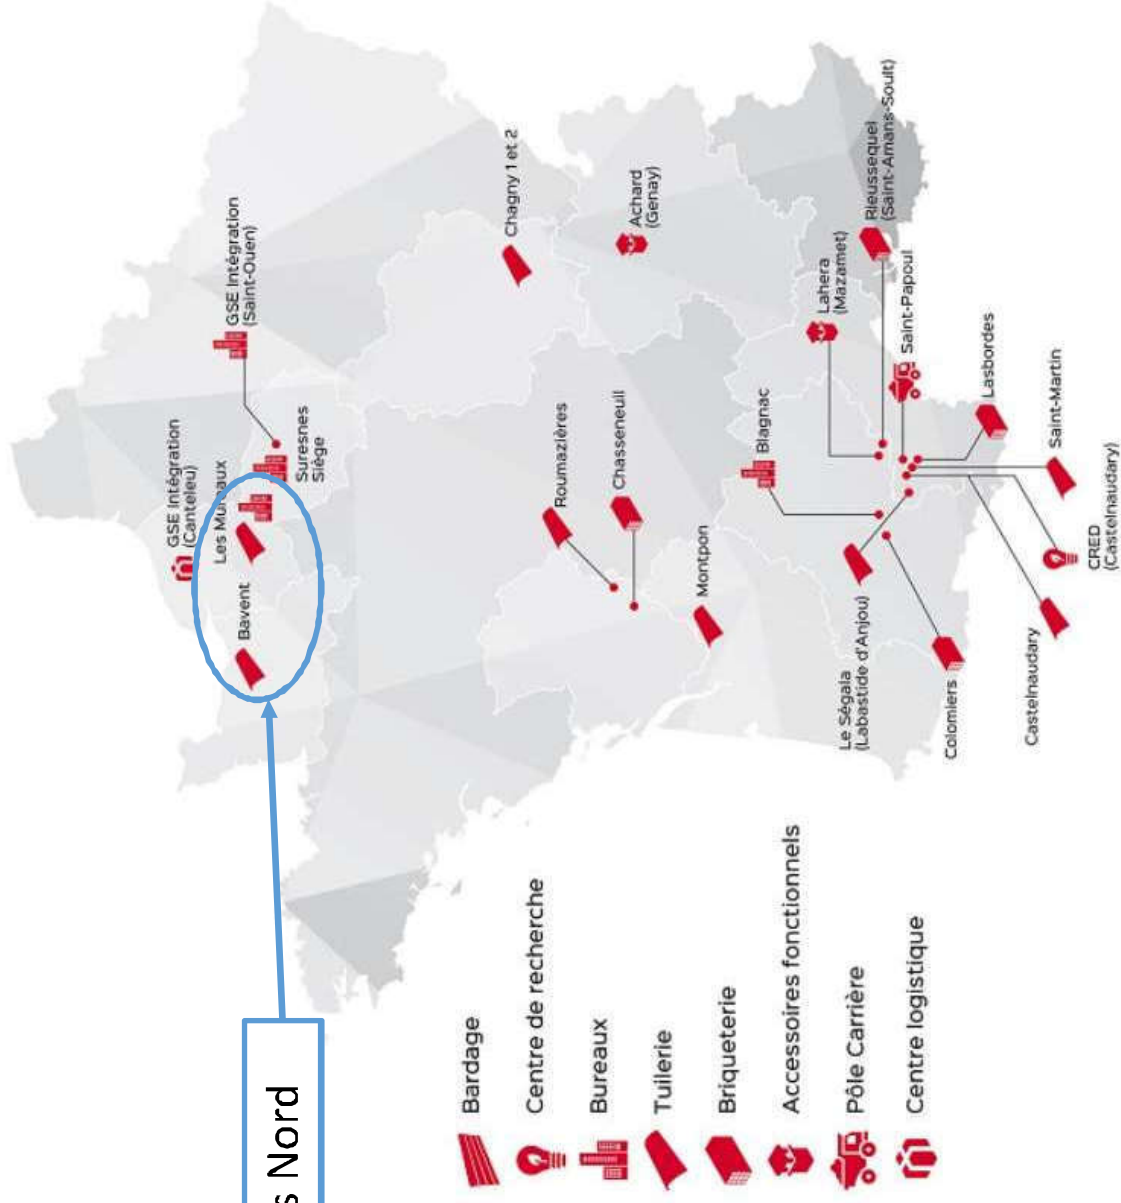 GSE Intégration
(Canteleu)
GSE Intégration
(Saint-Ouen)
Les Mureaux
Bavent
Suresnes
Siège
Chagny 1 et 2
Achard
(Genay)
Roumazières
Chasseneuil
Montpon
Blagnac
Lahera
(Mazamet)
Rieussequel
(Saint-Amans-Soult)
Saint-Papoul
Le Ségala
(Labastide d'Anjou)
Colomiers
Lasbordes
Saint-Martin
Castelnaudary
CRED
(Castelnaudary)
s Nord
Bardage
Centre de recherche
Bureaux
Tuilerie
Briqueterie
Accessoires fonctionnels
Pôle Carrière
Centre logistique